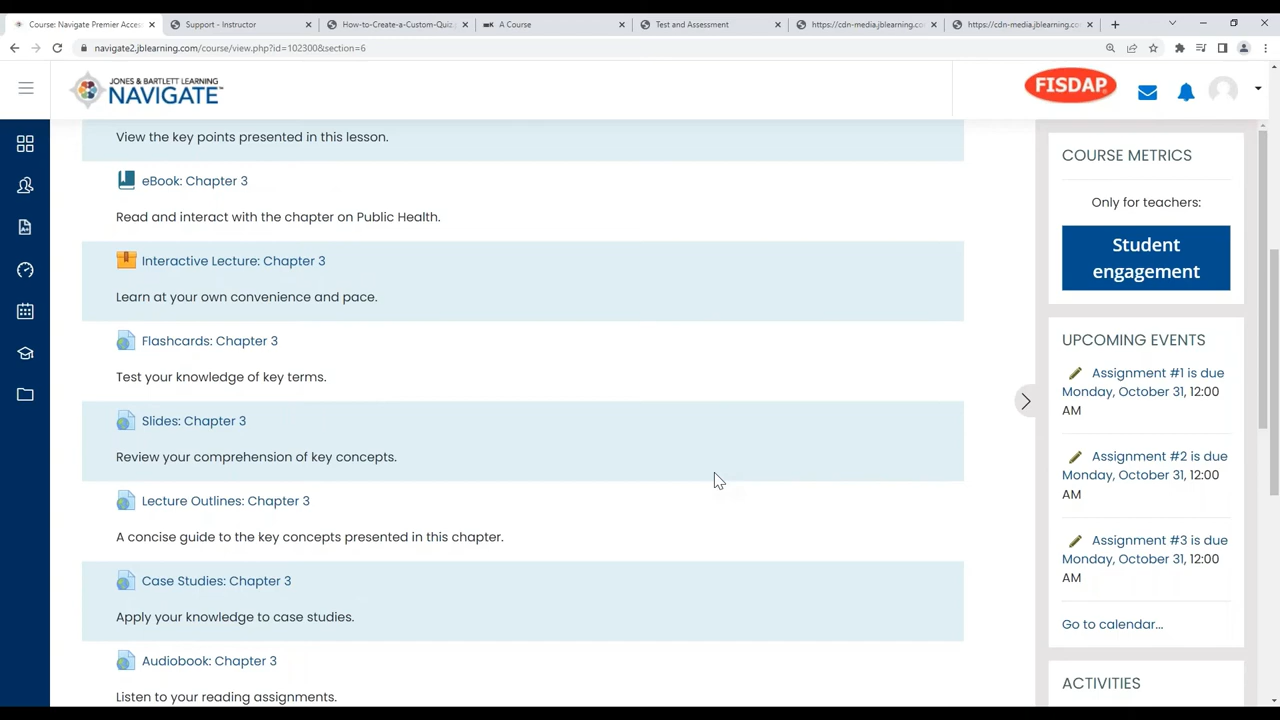 Course: Navigate Premier Acces
Support - Instructor
How-to-Create-a-Custom-Quiz.
A Course
Test and Assessment
https://cdn-media.jblearning.com
https://cdn-media.jblearning.com
navigate2.jblearning.com/course/view.php?id=102300&section=6
JONES & BARTLETT LEARNING
NAVIGATE
FISDAP
View the key points presented in this lesson.
eBook: Chapter 3
Read and interact with the chapter on Public Health.
Interactive Lecture: Chapter 3
Learn at your own convenience and pace.
Flashcards: Chapter 3
Test your knowledge of key terms.
Slides: Chapter 3
Review your comprehension of key concepts.
Lecture Outlines: Chapter 3
A concise guide to the key concepts presented in this chapter.
Case Studies: Chapter 3
Apply your knowledge to case studies.
Audiobook: Chapter 3
Listen to your reading assignments.
COURSE METRICS
Only for teachers:
Student
engagement
UPCOMING EVENTS
Assignment #1 is due
Monday, October 31, 12:00
AM
Assignment #2 is due
Monday, October 31, 12:00
AM
Assignment #3 is due
Monday, October 31, 12:00
AM
Go to calendar...
ACTIVITIES